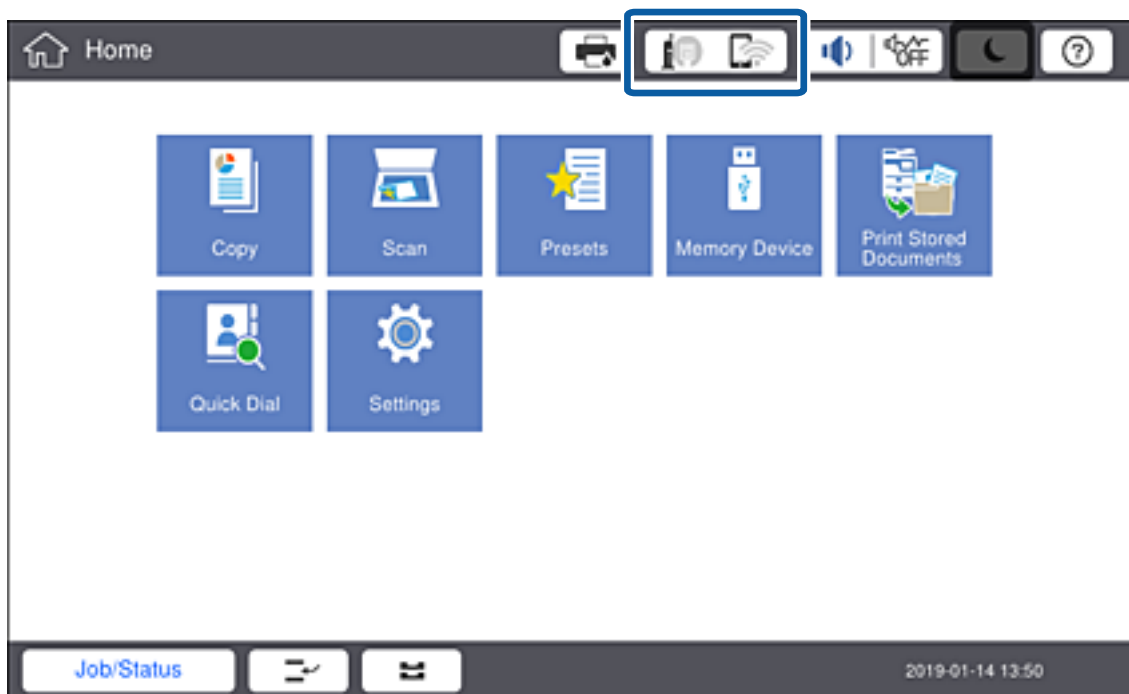 Home
OFF
?
Copy
Scan
Presets
Memory Device
Print Stored
Documents
Quick Dial
Settings
Job/Status
2019-01-14 13:50